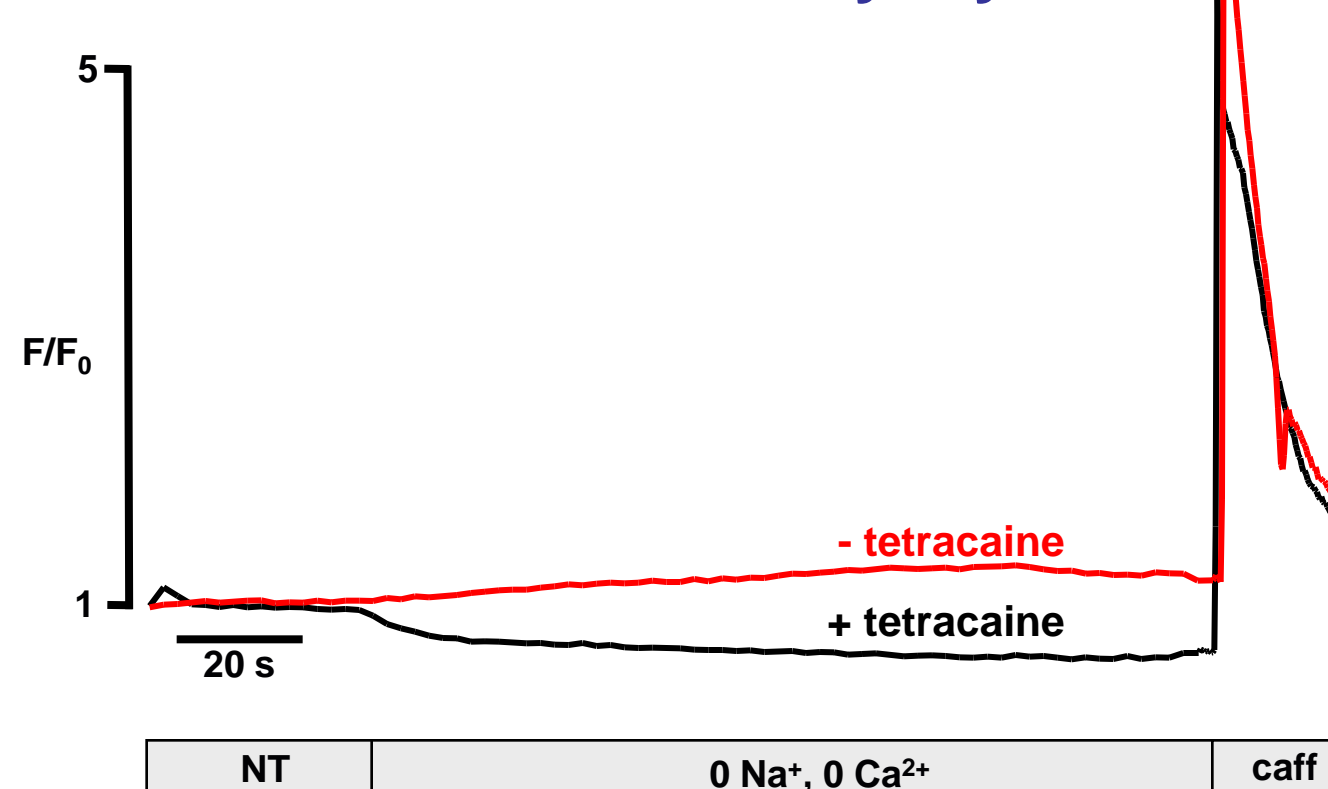 5
F/F₀
- tetracaine
1
+ tetracaine
20 s
NT
0 Na⁺, 0 Ca²⁺
caff